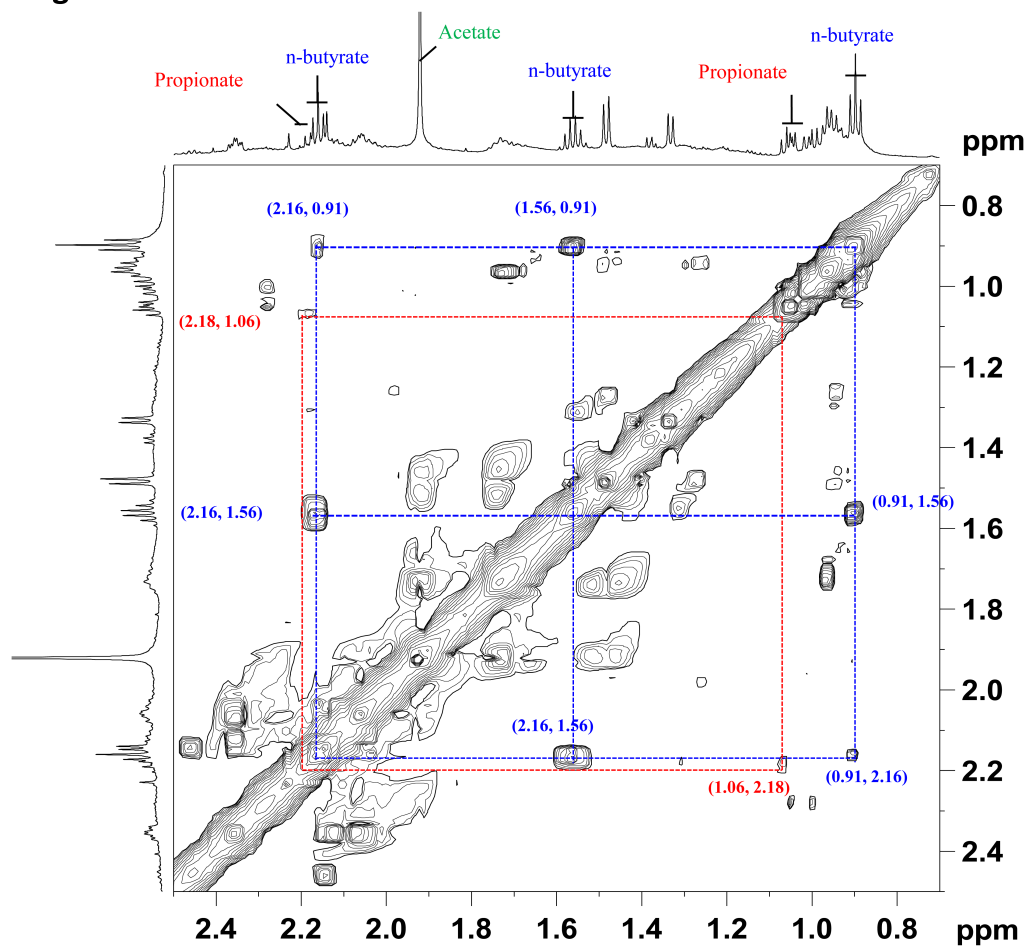 g
Acetate
n-butyrate
n-butyrate
n-butyrate
Propionate
Propionate
ppm
(2.16, 0.91)
(1.56, 0.91)
0.8
1.0
(2.18, 1.06)
1.2
1.4
(0.91, 1.56)
(2.16, 1.56)
1.6
1.8
2.0
(2.16, 1.56)
2.2
(0.91, 2.16)
(1.06, 2.18)
2.4
2.4
2.2
2.0
1.8
1.6
1.4
1.2
1.0
0.8
ppm